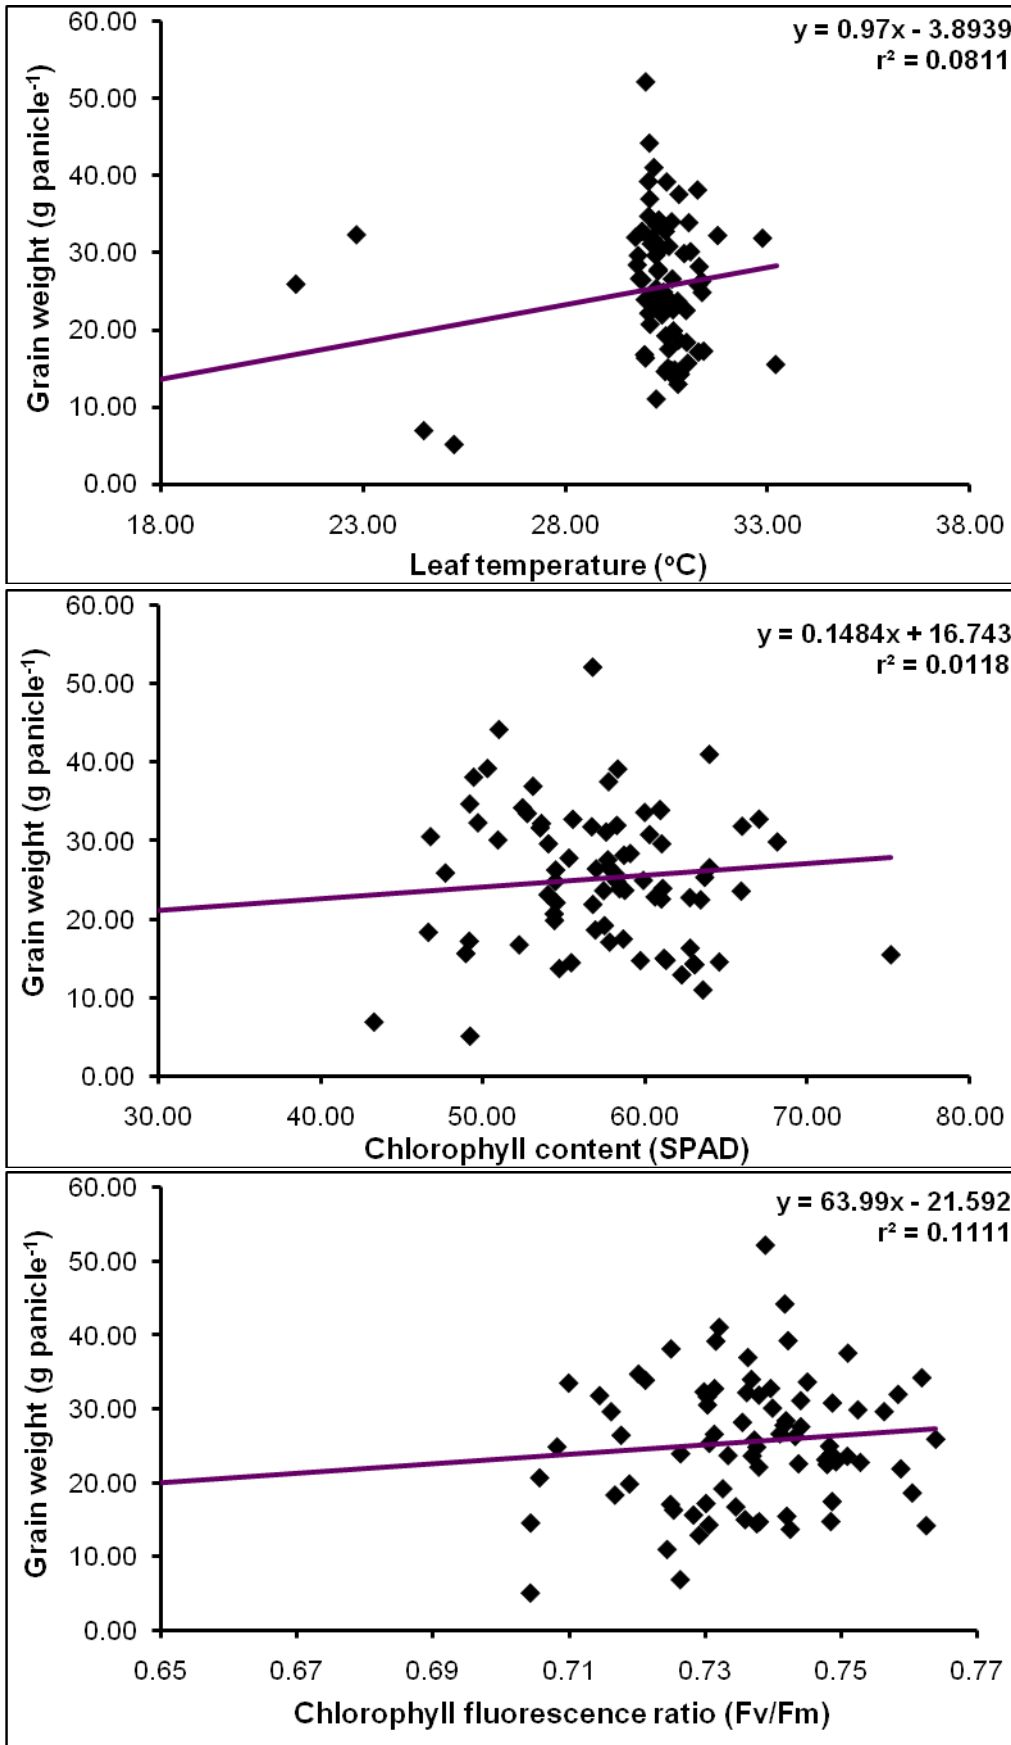 y = 0.97x - 3.8939
r² = 0.0811
Grain weight (g panicle⁻¹)
60.00
50.00
40.00
30.00
20.00
10.00
0.00
18.00 23.00 28.00 33.00 38.00
Leaf temperature (°C)
y = 0.1484x + 16.743
r² = 0.0118
Grain weight (g panicle⁻¹)
60.00
50.00
40.00
30.00
20.00
10.00
0.00
30.00 40.00 50.00 60.00 70.00 80.00
Chlorophyll content (SPAD)
y = 63.99x - 21.592
r² = 0.1111
Grain weight (g panicle⁻¹)
60.00
50.00
40.00
30.00
20.00
10.00
0.00
0.65 0.67 0.69 0.71 0.73 0.75 0.77
Chlorophyll fluorescence ratio (Fv/Fm)